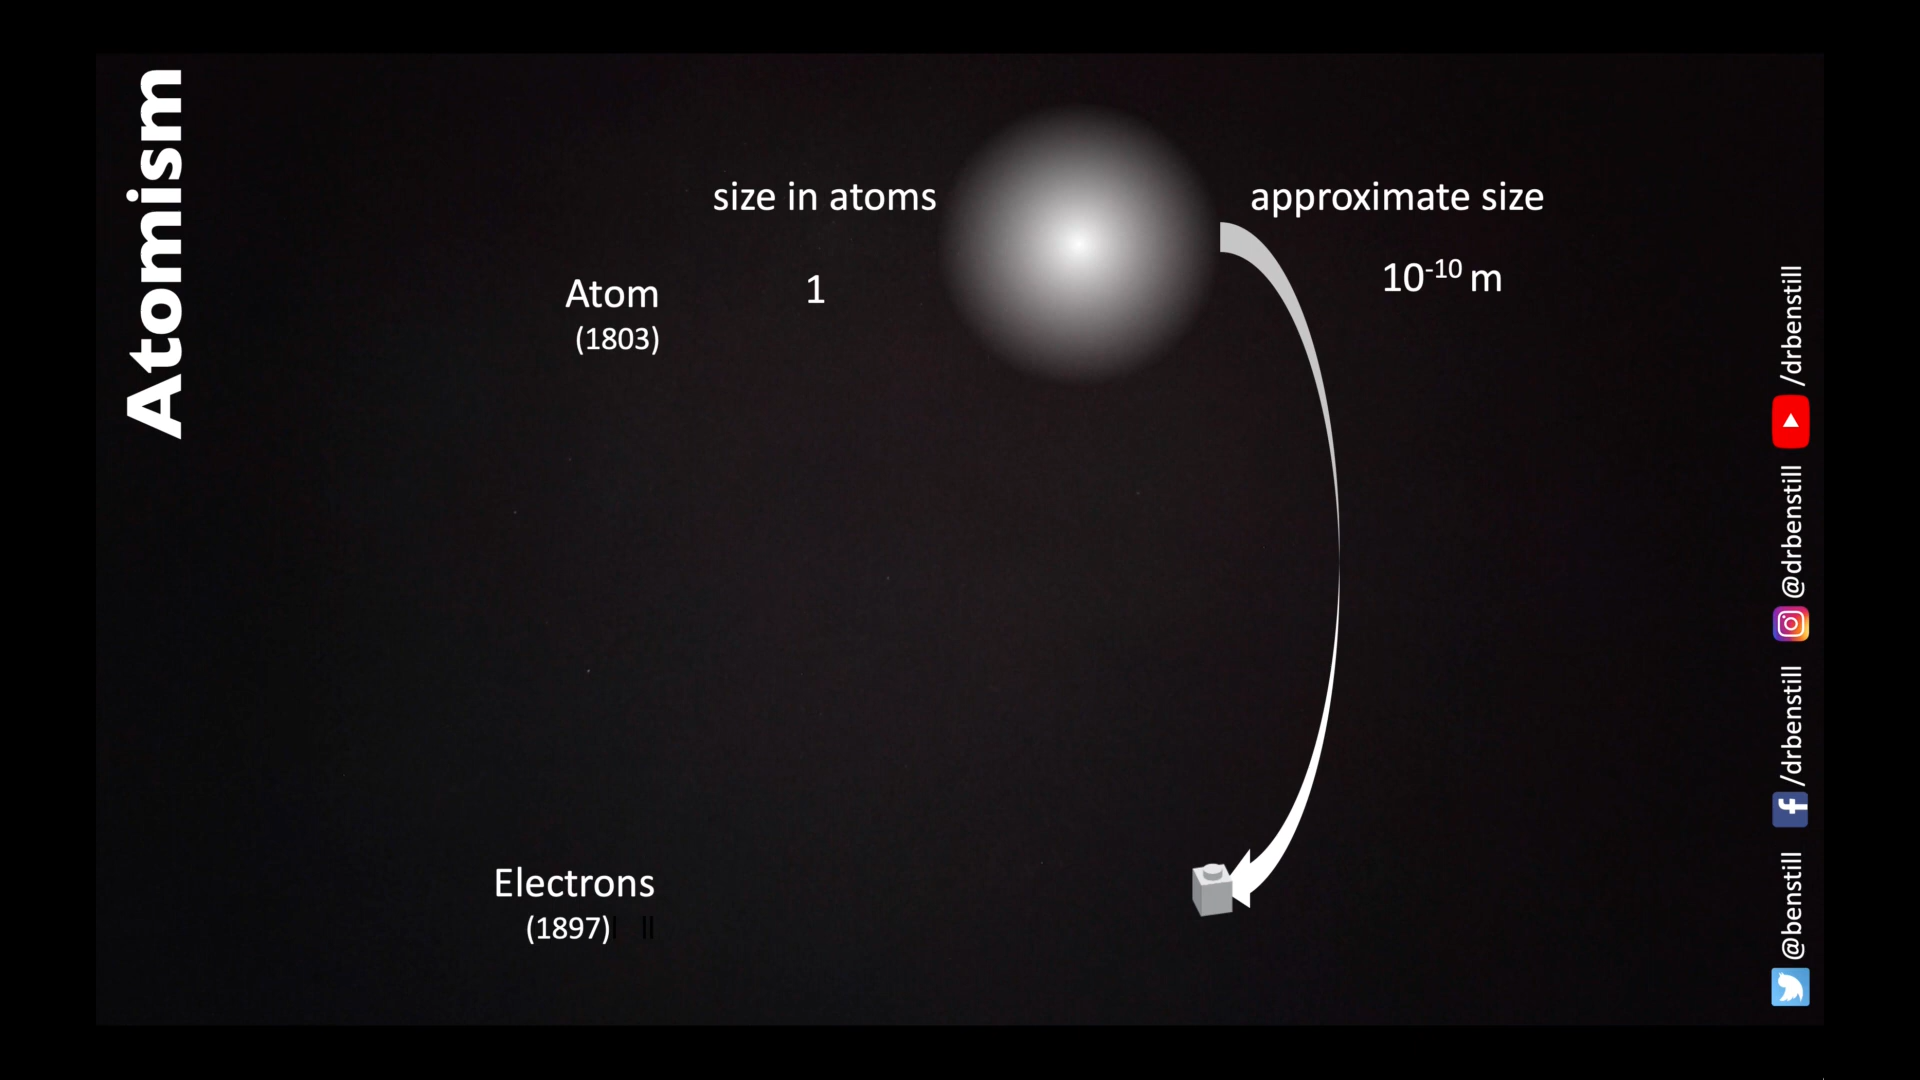 Atomism
size in atoms
approximate size
Atom
(1803)
1
10⁻¹⁰ m
Electrons
(1897)
/drbenstill
@drbenstill
/drbenstill
@benstill